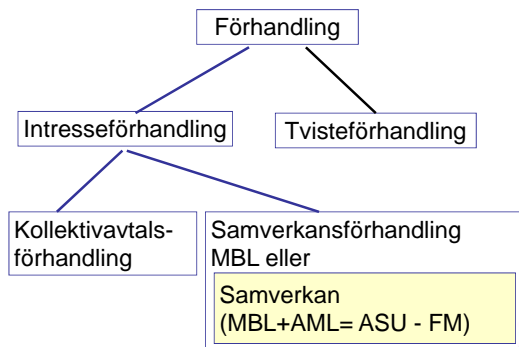 Förhandling
Intresseförhandling
Tvisteförhandling
Kollektivavtals-
förhandling
Samverkansförhandling
MBL eller
Samverkan
(MBL+AML= ASU - FM)